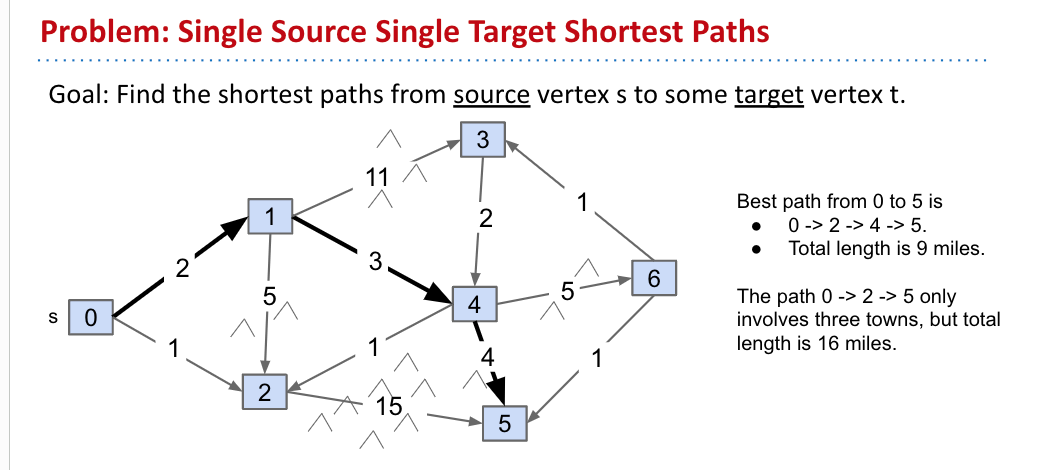 Problem: Single Source Single Target Shortest Paths
Goal: Find the shortest paths from source vertex s to some target vertex t.
3
11
1
2
1
2
3
5
6
5
s
0
4
1
1
4
1
2
15
5
Best path from 0 to 5 is
● 0 -> 2 -> 4 -> 5.
● Total length is 9 miles.
The path 0 -> 2 -> 5 only
involves three towns, but total
length is 16 miles.